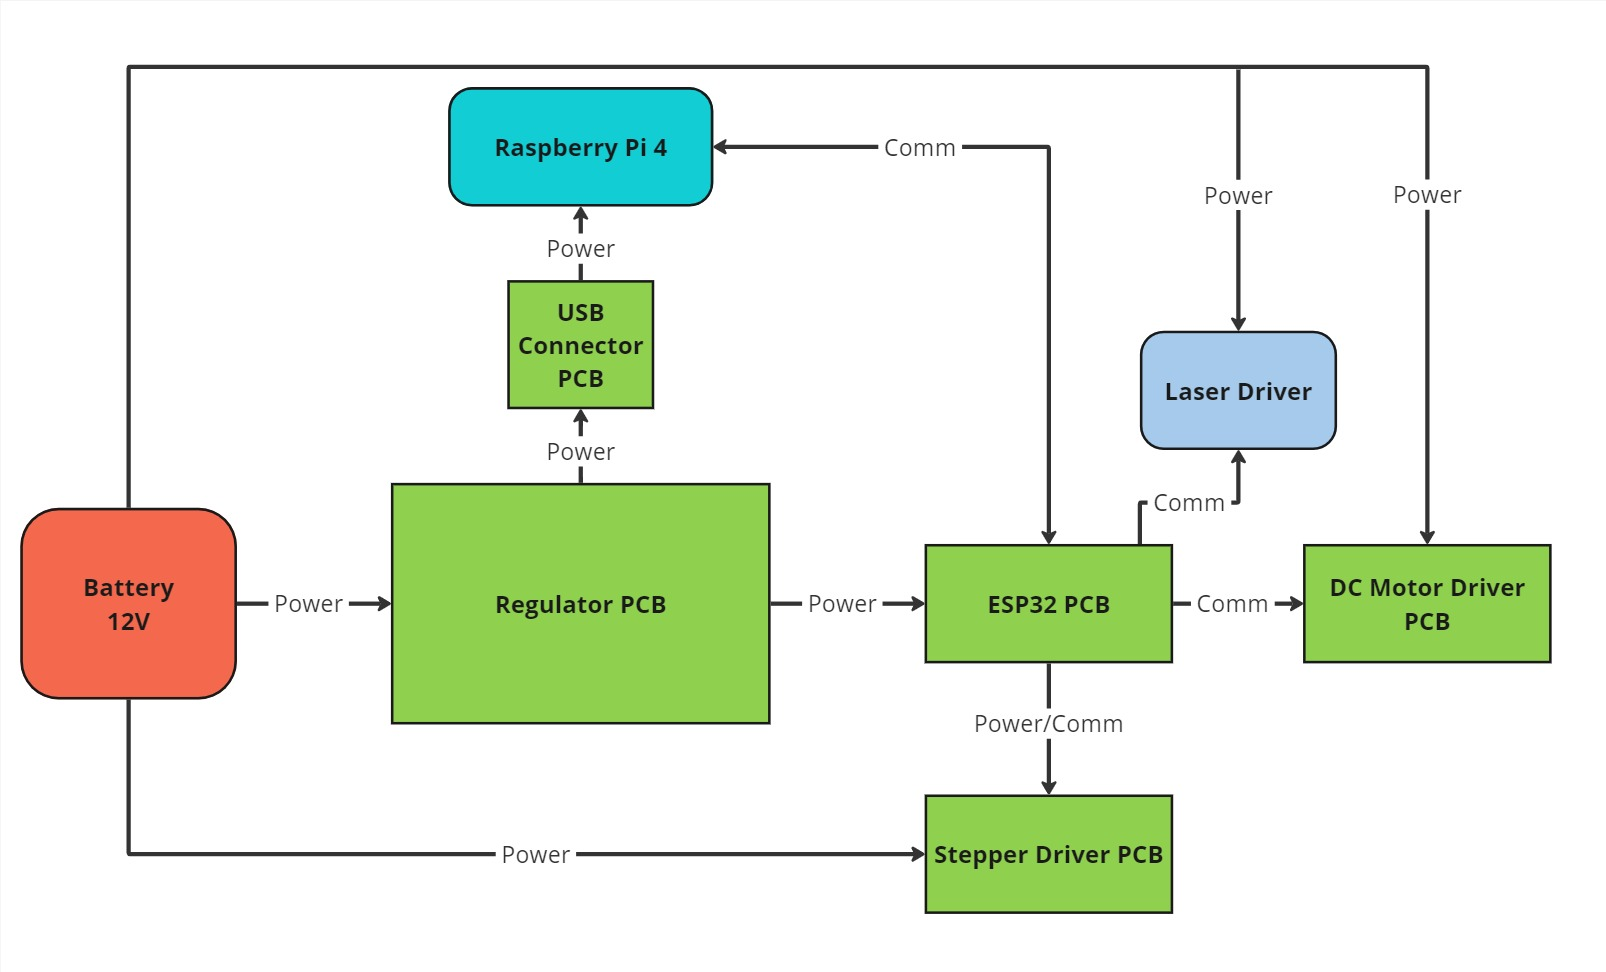 Raspberry Pi 4
Comm
Power
Power
Power
USB
Connector
PCB
Laser Driver
Power
Comm
Battery
12V
Power
Regulator PCB
Power
ESP32 PCB
Comm
DC Motor Driver
PCB
Power/Comm
Power
Stepper Driver PCB